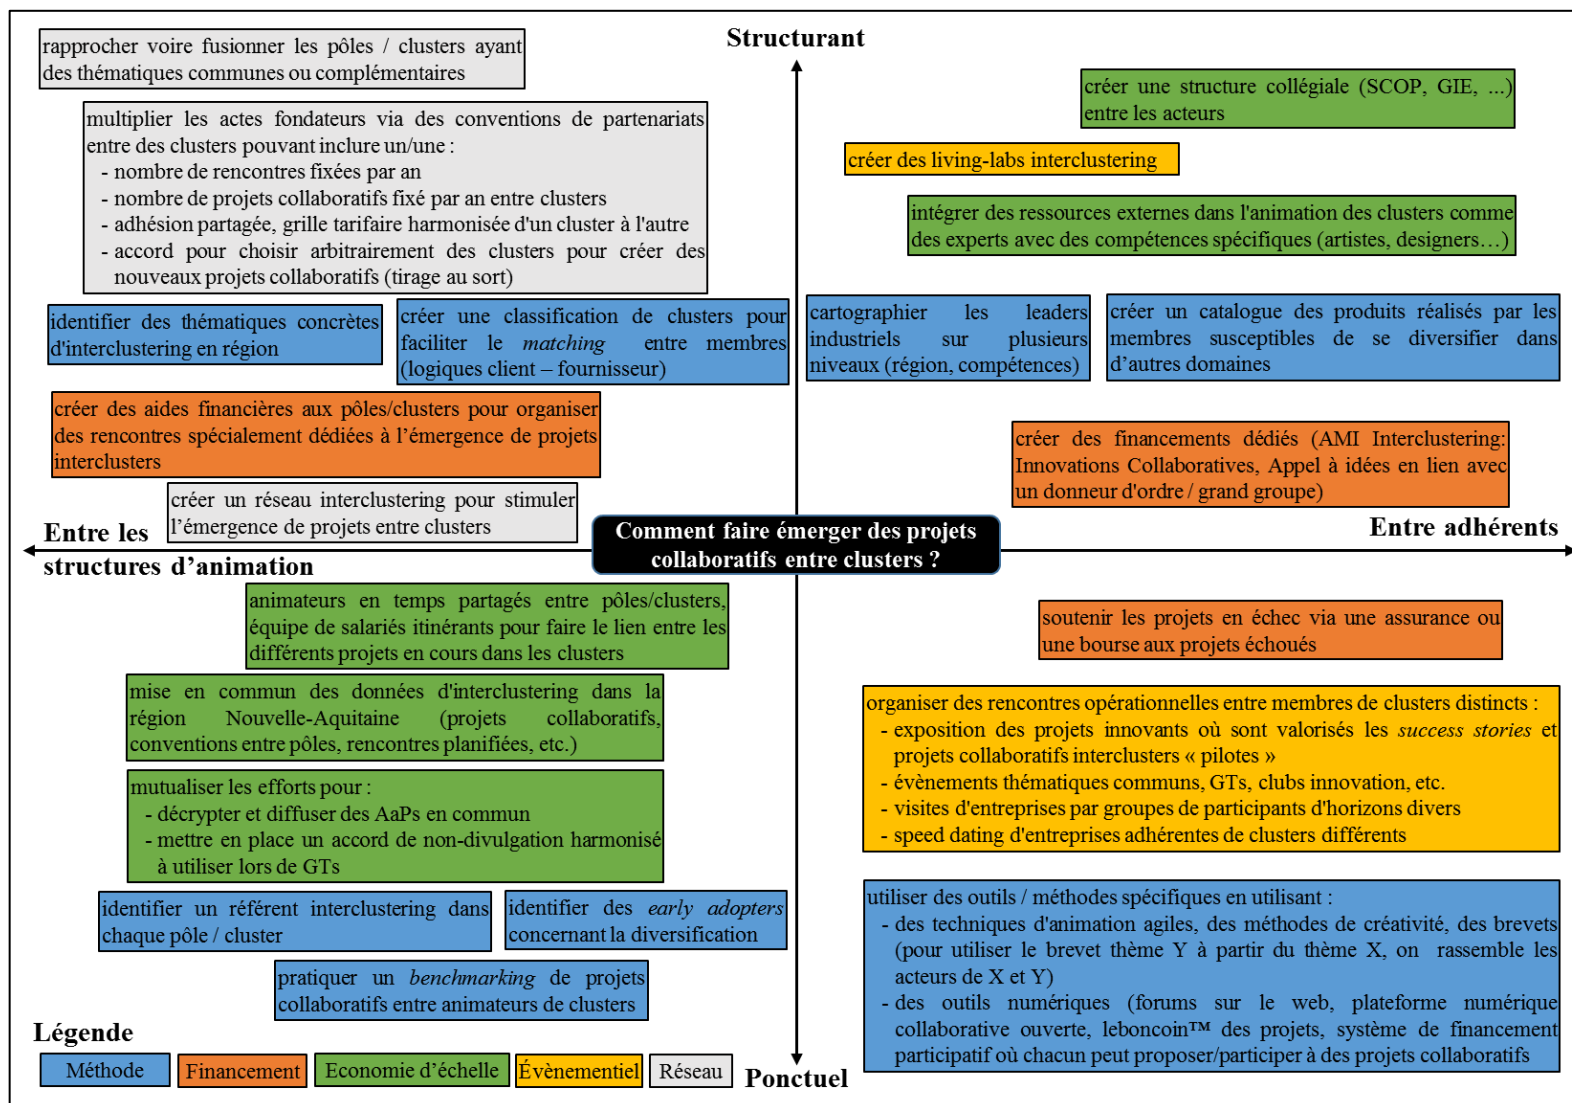 Structurant
rapprocher voire fusionner les pôles / clusters ayant
des thématiques communes ou complémentaires
multiplier les actes fondateurs via des conventions de partenariats
entre des clusters pouvant inclure un/une :
- nombre de rencontres fixées par an
- nombre de projets collaboratifs fixé par an entre clusters
- adhésion partagée, grille tarifaire harmonisée d'un cluster à l'autre
- accord pour choisir arbitrairement des clusters pour créer des
nouveaux projets collaboratifs (tirage au sort)
identifier des thématiques concrètes
d'interclustering en région
créer une classification de clusters pour
faciliter le matching entre membres
(logiques client – fournisseur)
créer des aides financières aux pôles/clusters pour organiser
des rencontres spécialement dédiées à l’émergence de projets
interclusters
créer un réseau interclustering pour stimuler
l’émergence de projets entre clusters
créer une structure collégiale (SCOP, GIE, ...)
entre les acteurs
créer des living-labs interclustering
intégrer des ressources externes dans l'animation des clusters comme
des experts avec des compétences spécifiques (artistes, designers…)
cartographier les leaders
industriels sur plusieurs
niveaux (région, compétences)
créer un catalogue des produits réalisés par les
membres susceptibles de se diversifier dans
d’autres domaines
créer des financements dédiés (AMI Interclustering:
Innovations Collaboratives, Appel à idées en lien avec
un donneur d'ordre / grand groupe)
Entre les
structures d’animation
Comment faire émerger des projets
collaboratifs entre clusters ?
Entre adhérents
animateurs en temps partagés entre pôles/clusters,
équipe de salariés itinérants pour faire le lien entre les
différents projets en cours dans les clusters
mise en commun des données d'interclustering dans la
région Nouvelle-Aquitaine (projets collaboratifs,
conventions entre pôles, rencontres planifiées, etc.)
mutualiser les efforts pour :
- décrypter et diffuser des AaPs en commun
- mettre en place un accord de non-divulgation harmonisé
à utiliser lors de GTs
identifier un référent interclustering dans
chaque pôle / cluster
identifier des early adopters
concernant la diversification
pratiquer un benchmarking de projets
collaboratifs entre animateurs de clusters
soutenir les projets en échec via une assurance ou
une bourse aux projets échoués
organiser des rencontres opérationnelles entre membres de clusters distincts :
- exposition des projets innovants où sont valorisés les success stories et
projets collaboratifs interclusters « pilotes »
- évènements thématiques communs, GTs, clubs innovation, etc.
- visites d'entreprises par groupes de participants d'horizons divers
- speed dating d'entreprises adhérentes de clusters différents
utiliser des outils / méthodes spécifiques en utilisant :
- des techniques d'animation agiles, des méthodes de créativité, des brevets
(pour utiliser le brevet thème Y à partir du thème X, on rassemble les
acteurs de X et Y)
- des outils numériques (forums sur le web, plateforme numérique
collaborative ouverte, leboncoin™ des projets, système de financement
participatif où chacun peut proposer/participer à des projets collaboratifs
Légende
Méthode
Financement
Economie d’échelle
Évènementiel
Réseau
Ponctuel